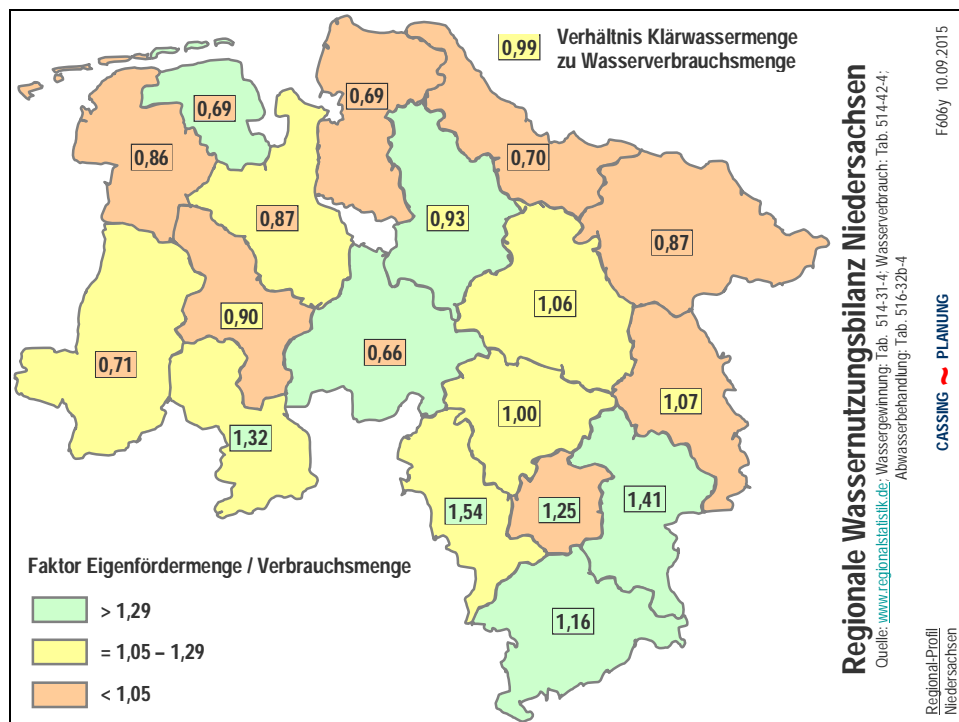 0,99 Verhältnis Klärwassermenge
zu Wasserverbrauchsmenge
0,69
0,69
0,86
0,70
0,87
0,93
0,87
1,06
0,90
0,66
0,71
1,07
1,00
1,32
1,41
1,54
1,25
1,16
Faktor Eigenfördermenge / Verbrauchsmenge
> 1,29
= 1,05 – 1,29
< 1,05
Regionale Wassernutzungsbilanz Niedersachsen
Quelle: www.regionalstatistik.de; Wassergewinnung: Tab. 514-31-4; Wasserverbrauch: Tab. 514-42-4;
Abwasserbehandlung: Tab. 516-32b-4
Regional-Profil
Niedersachsen
CASSING ~ PLANUNG
F606y 10.09.2015